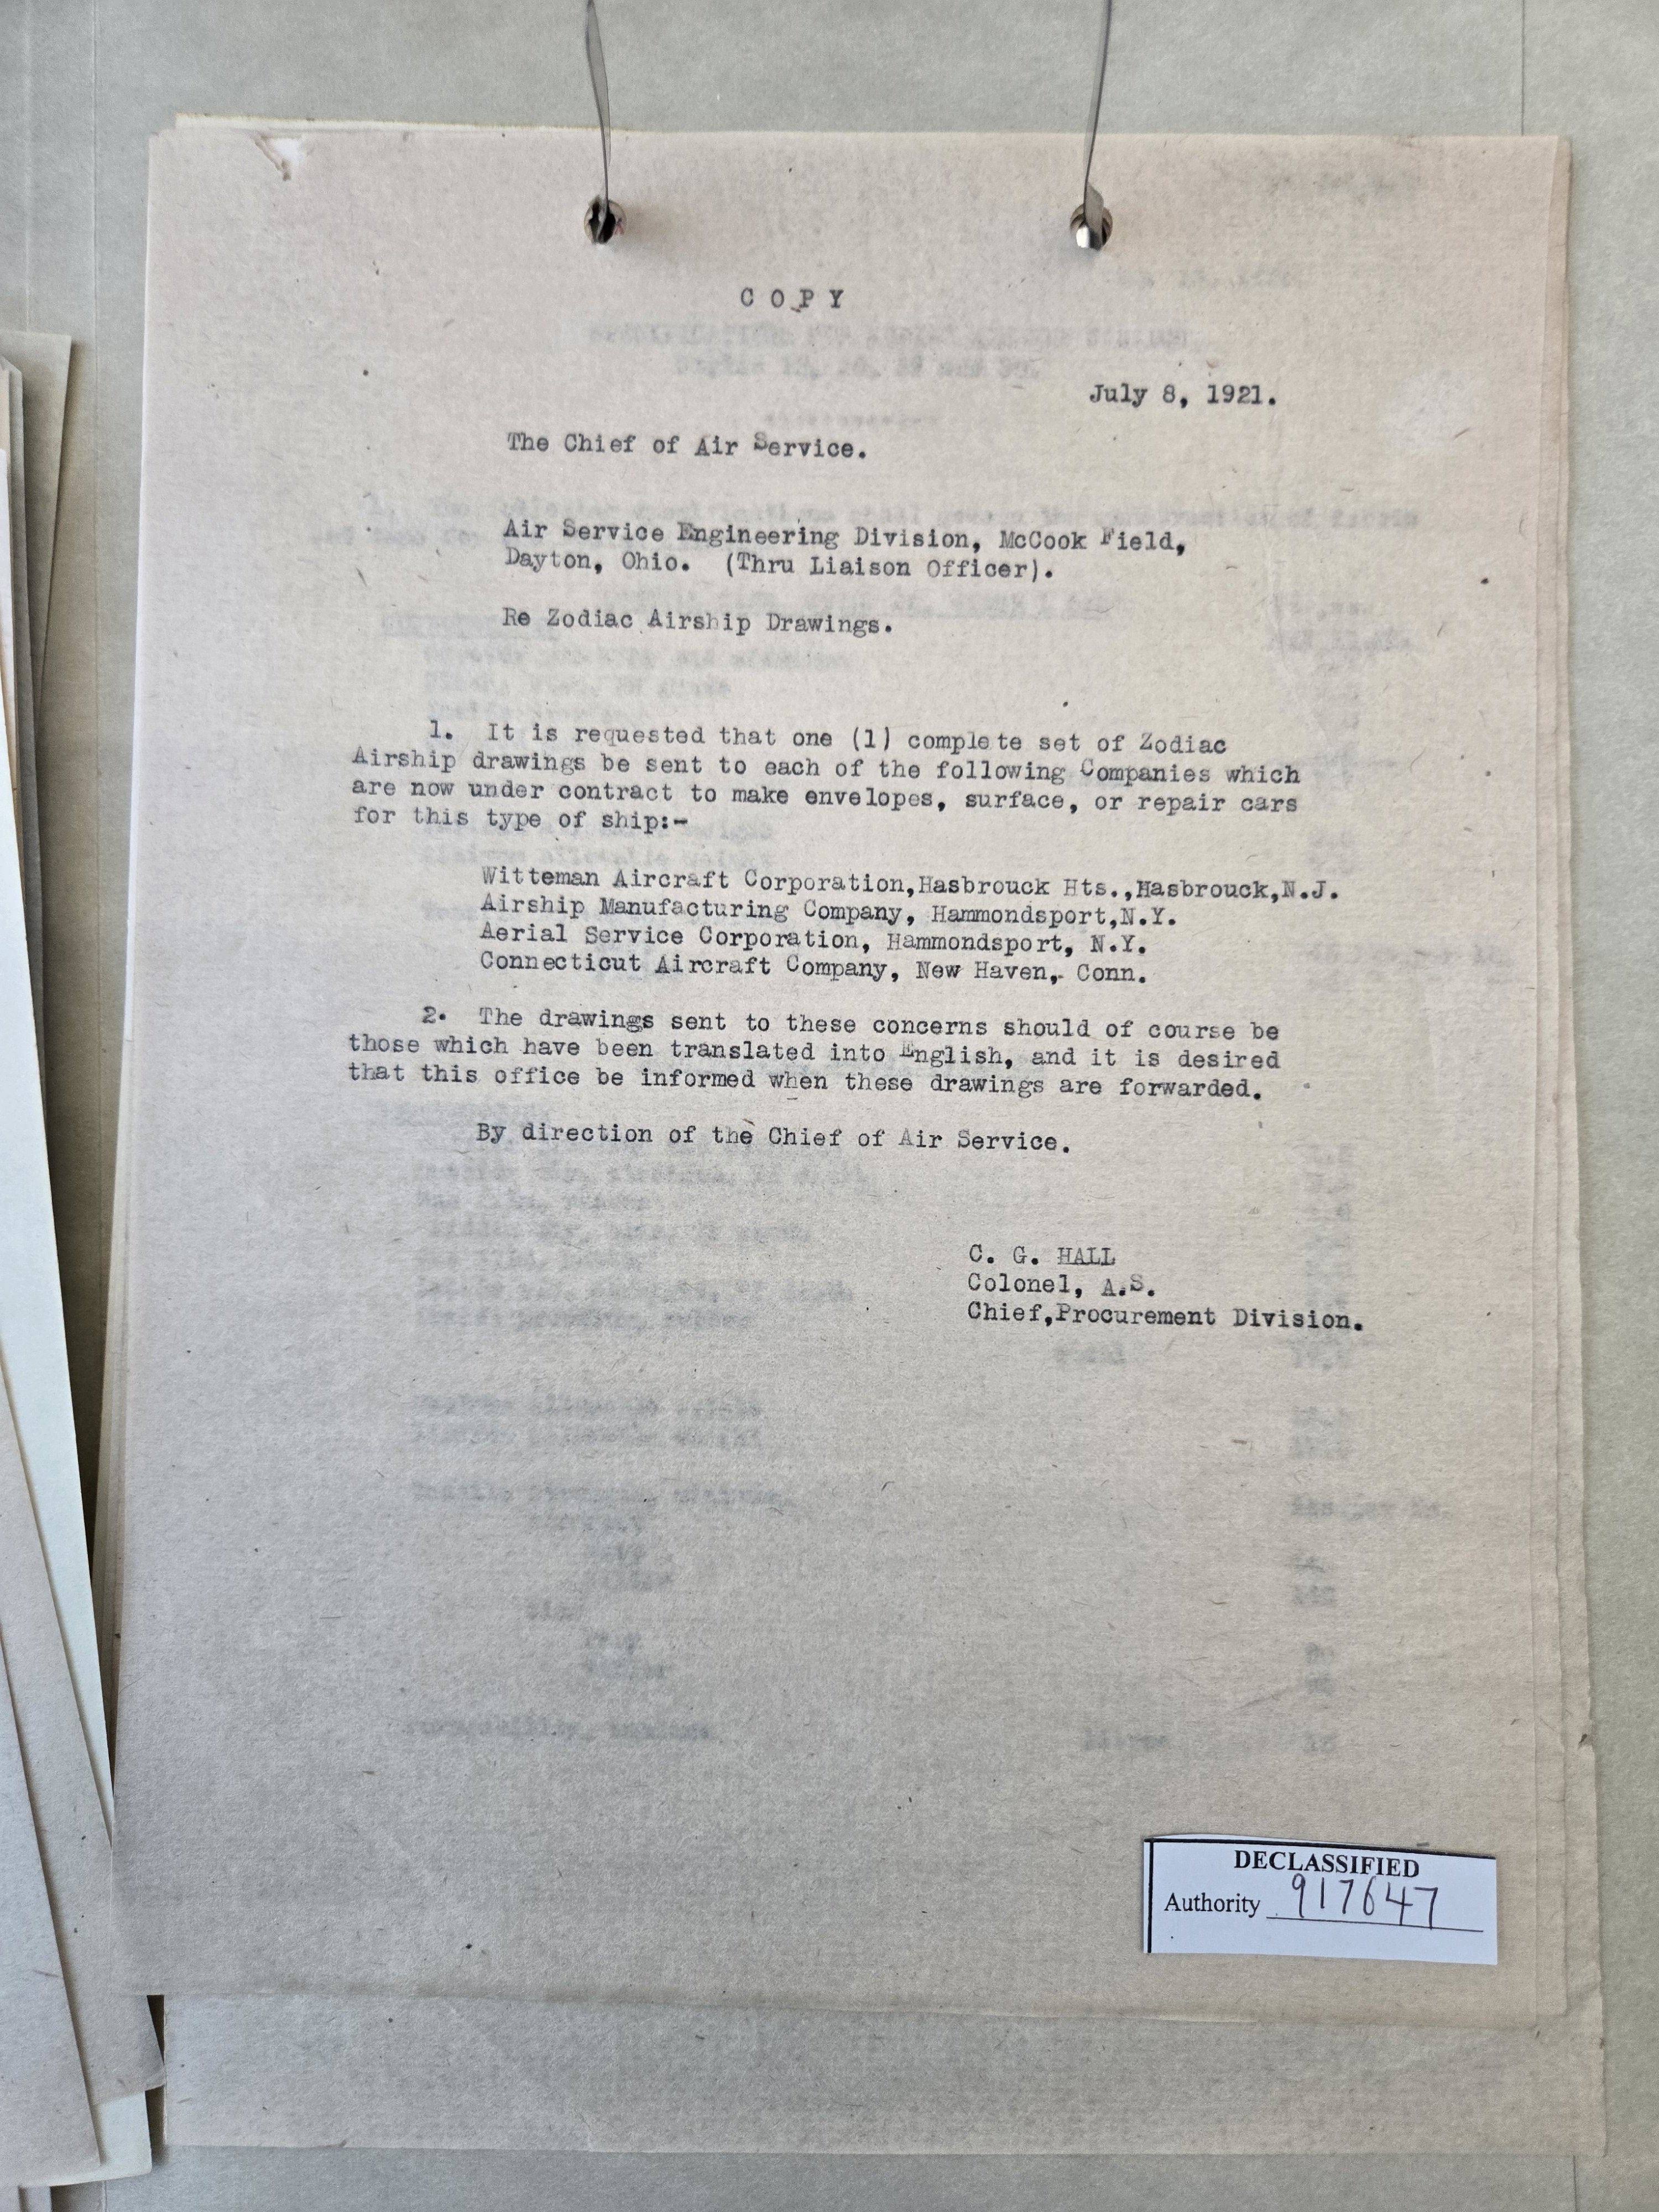 COPY
July 8, 1921.
The Chief of Air Service.
Air Service Engineering Division, McCook Field,
Dayton, Ohio. (Thru Liaison Officer).
Re Zodiac Airship Drawings.
1. It is requested that one (1) complete set of Zodiac
Airship drawings be sent to each of the following Companies which
are now under contract to make envelopes, surface, or repair cars
for this type of ship:-
Witteman Aircraft Corporation,Hasbrouck Hts.,Hasbrouck,N.J.
Airship Manufacturing Company, Hammondsport,N.Y.
Aerial Service Corporation, Hammondsport, N.Y.
Connecticut Aircraft Company, New Haven, Conn.
2. The drawings sent to these concerns should of course be
those which have been translated into English, and it is desired
that this office be informed when these drawings are forwarded.
By direction of the Chief of Air Service.
C. G. HALL
Colonel, A.S.
Chief,Procurement Division.
DECLASSIFIED
Authority 917647